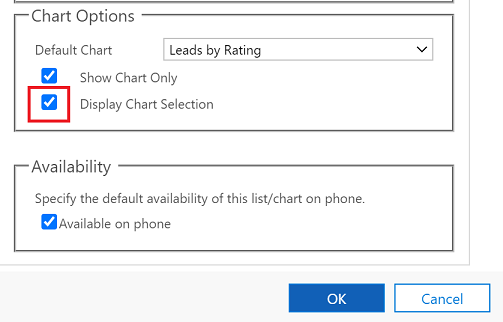 Chart Options
Default Chart Leads by Rating
Show Chart Only
Display Chart Selection
Availability
Specify the default availability of this list/chart on phone.
Available on phone
OK Cancel